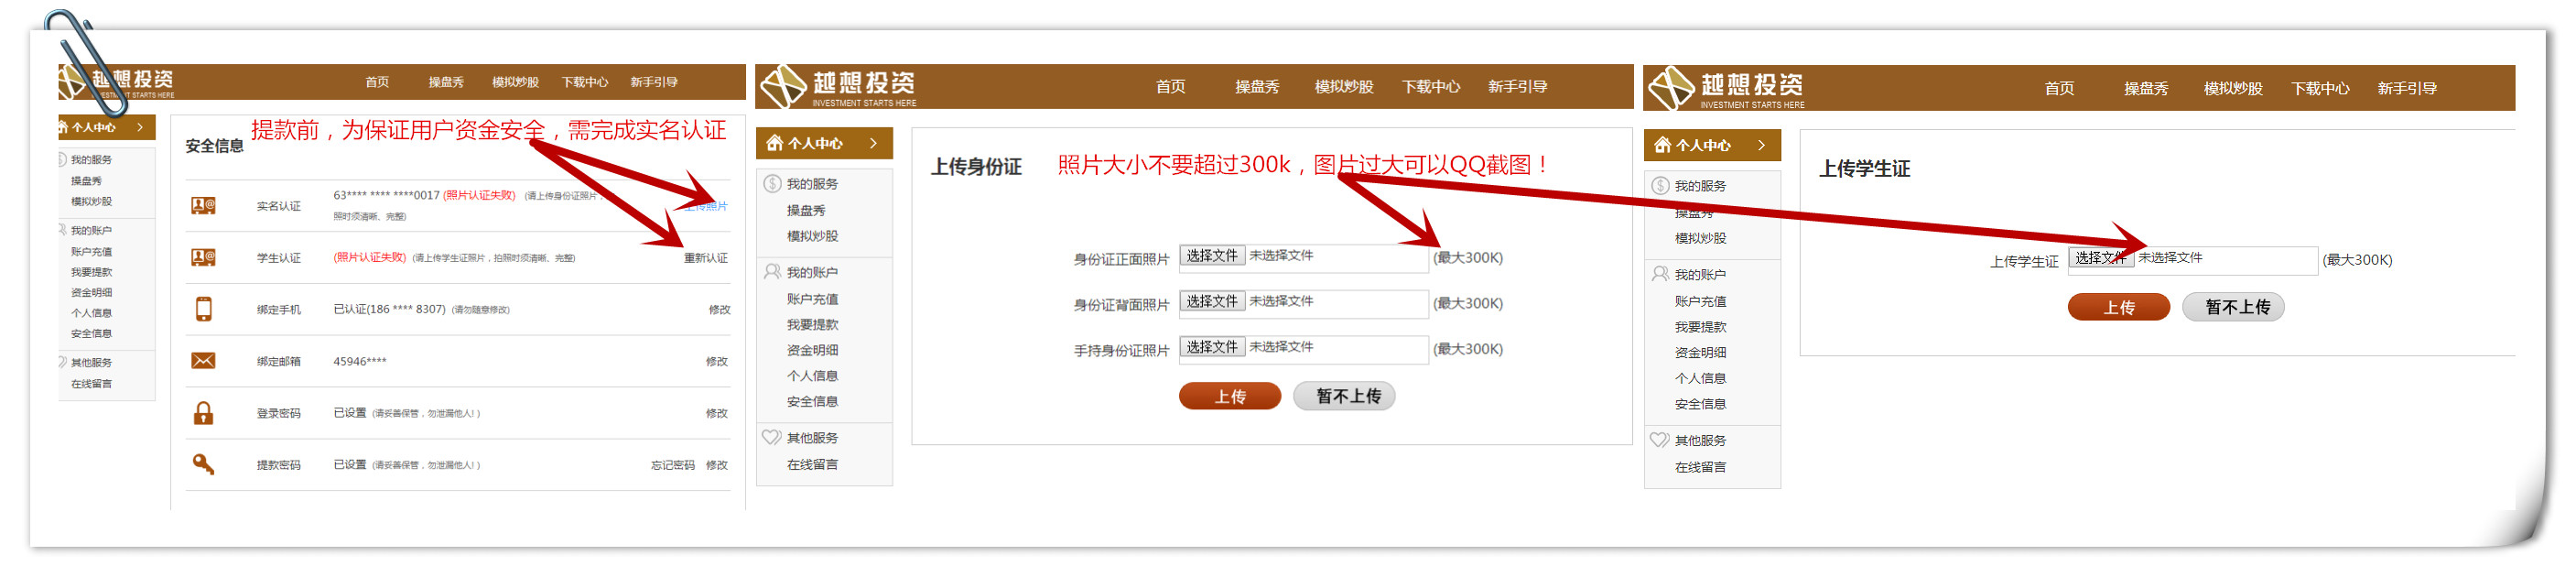 越想投资
INVESTMENT STARTS HERE
首页 操盘秀 模拟炒股 下载中心 新手引导
个人中心
我的服务
操盘秀
模拟炒股
我的账户
账户充值
我要提款
资金明细
个人信息
安全信息
其他服务
在线留言
提款前，为保证用户资金安全，需完成实名认证
安全信息
实名认证 63**** **** ****0017 (照片认证失败) (请上传身份证照片， 上传照片
照时须清晰、完整)
学生认证 (照片认证失败) (请上传学生证照片，拍照时须清晰、完整) 重新认证
绑定手机 已认证(186 **** 8307) (请勿随意修改) 修改
绑定邮箱 45946**** 修改
登录密码 已设置 (请妥善保管，勿泄漏他人! ) 修改
提款密码 已设置 (请妥善保管，勿泄漏他人! ) 忘记密码 修改
越想投资
INVESTMENT STARTS HERE
首页 操盘秀 模拟炒股 下载中心 新手引导
个人中心
我的服务
操盘秀
模拟炒股
我的账户
账户充值
我要提款
资金明细
个人信息
安全信息
其他服务
在线留言
上传身份证
照片大小不要超过300k，图片过大可以QQ截图！
身份证正面照片 选择文件 未选择文件 (最大300K)
身份证背面照片 选择文件 未选择文件 (最大300K)
手持身份证照片 选择文件 未选择文件 (最大300K)
上传 暂不上传
越想投资
INVESTMENT STARTS HERE
首页 操盘秀 模拟炒股 下载中心 新手引导
个人中心
我的服务
操盘秀
模拟炒股
我的账户
账户充值
我要提款
资金明细
个人信息
安全信息
其他服务
在线留言
上传学生证
上传学生证 选择文件 未选择文件 (最大300K)
上传 暂不上传